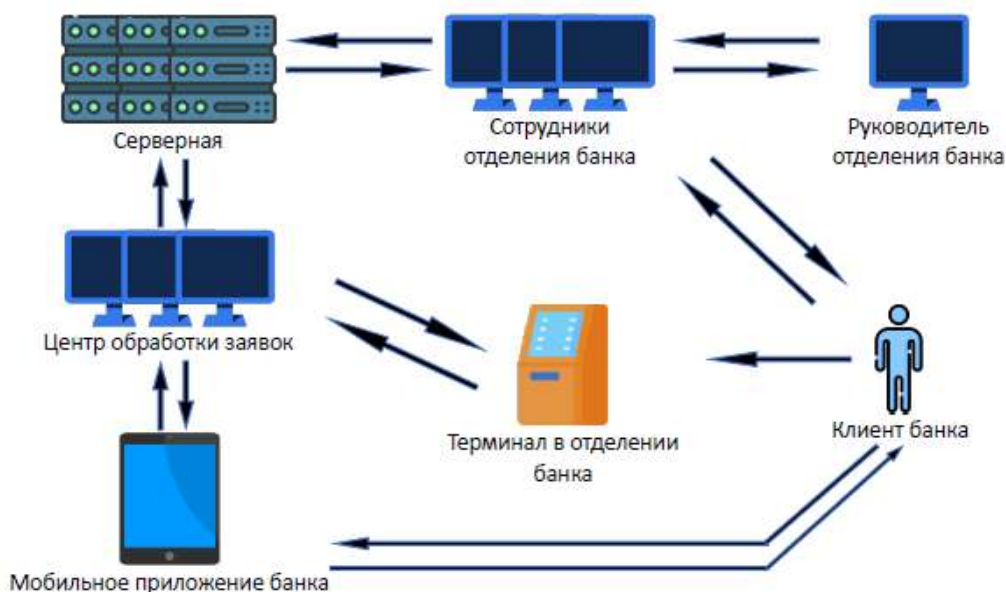 Серверная
Сотрудники
отделения банка
Руководитель
отделения банка
Центр обработки заявок
Терминал в отделении
банка
Клиент банка
Мобильное приложение банка